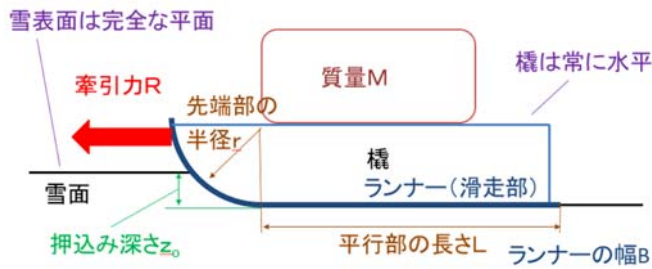 雪表面は完全な平面
質量M
橇は常に水平
牽引力R
先端部の
半径r
橇
雪面
ランナー(滑走部)
押込み深さz₀
平行部の長さL
ランナーの幅B